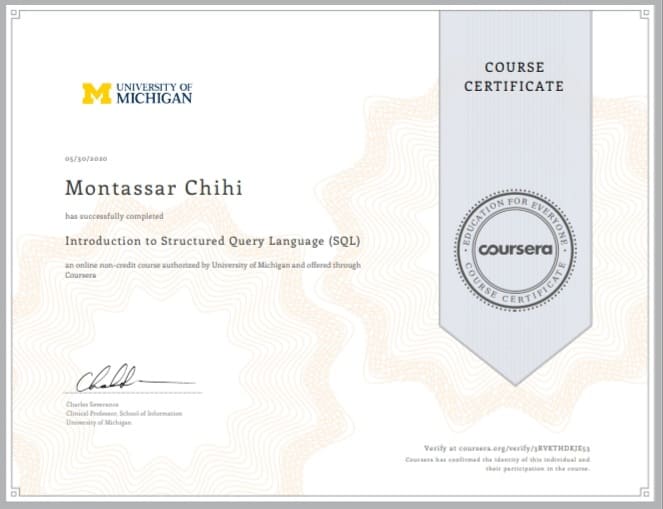 UNIVERSITY OF
MICHIGAN
COURSE
CERTIFICATE
05/30/2020
Montassar Chihi
has successfully completed
Introduction to Structured Query Language (SQL)
an online non-credit course authorized by University of Michigan and offered through
Coursera
EDUCATION FOR EVERYONE
coursera
COURSE CERTIFICATE
Charles Severance
Clinical Professor, School of Information
University of Michigan
Verify at coursera.org/verify/3RVKTHDKJE53
Coursera has confirmed the identity of this individual and
their participation in the course.